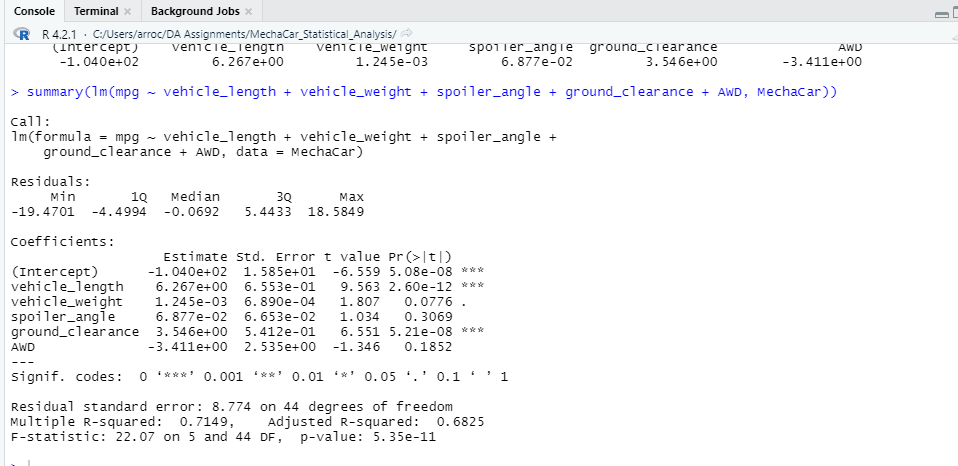 Console Terminal × Background Jobs ×
R R 4.2.1 · C:/Users/arroc/DA Assignments/MechaCar_Statistical_Analysis/
(Intercept) vehicle_length vehicle_weight spoiler_angle ground_clearance AWD
-1.040e+02 6.267e+00 1.245e-03 6.877e-02 3.546e+00 -3.411e+00
> summary(lm(mpg ~ vehicle_length + vehicle_weight + spoiler_angle + ground_clearance + AWD, MechaCar))
Call:
lm(formula = mpg ~ vehicle_length + vehicle_weight + spoiler_angle +
ground_clearance + AWD, data = MechaCar)
Residuals:
Min 1Q Median 3Q Max
-19.4701 -4.4994 -0.0692 5.4433 18.5849
Coefficients:
Estimate Std. Error t value Pr(>|t|)
(Intercept) -1.040e+02 1.585e+01 -6.559 5.08e-08 ***
vehicle_length 6.267e+00 6.553e-01 9.563 2.60e-12 ***
vehicle_weight 1.245e-03 6.890e-04 1.807 0.0776 .
spoiler_angle 6.877e-02 6.653e-02 1.034 0.3069
ground_clearance 3.546e+00 5.412e-01 6.551 5.21e-08 ***
AWD -3.411e+00 2.535e+00 -1.346 0.1852
---
Signif. codes: 0 ‘***’ 0.001 ‘**’ 0.01 ‘*’ 0.05 ‘.’ 0.1 ‘ ’ 1
Residual standard error: 8.774 on 44 degrees of freedom
Multiple R-squared: 0.7149, Adjusted R-squared: 0.6825
F-statistic: 22.07 on 5 and 44 DF, p-value: 5.35e-11
>